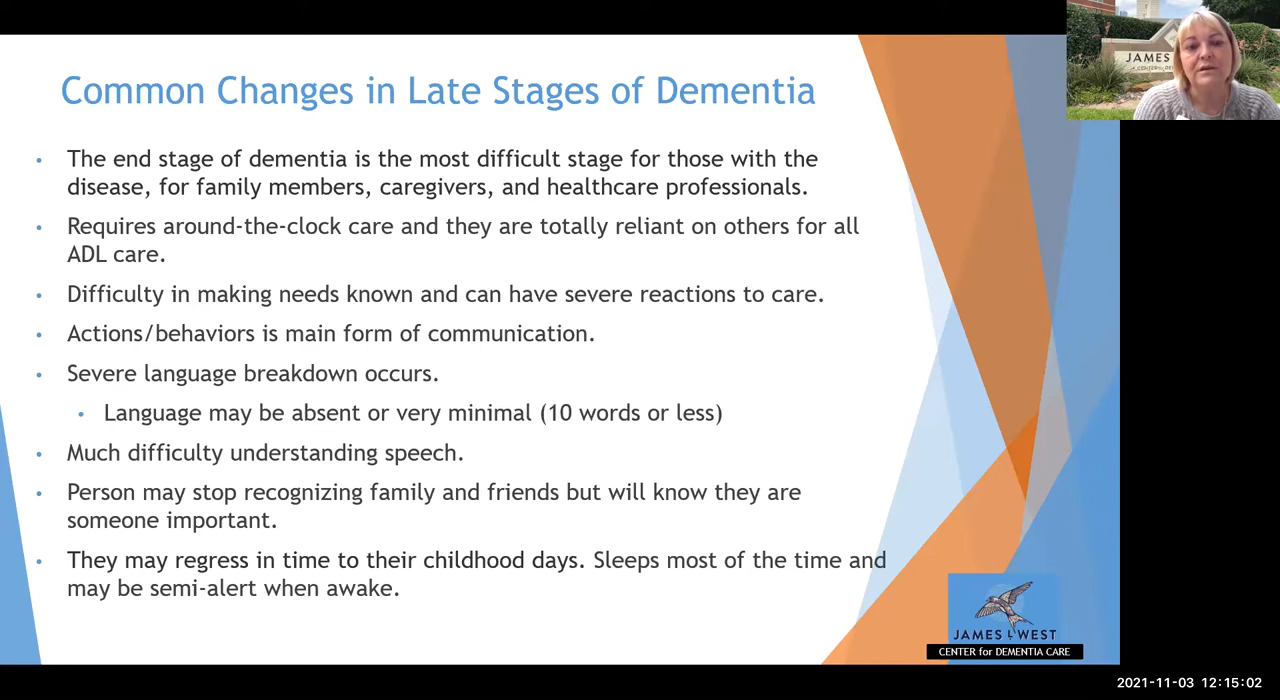 Common Changes in Late Stages of Dementia
• The end stage of dementia is the most difficult stage for those with the
disease, for family members, caregivers, and healthcare professionals.
• Requires around-the-clock care and they are totally reliant on others for all
ADL care.
• Difficulty in making needs known and can have severe reactions to care.
• Actions/behaviors is main form of communication.
• Severe language breakdown occurs.
• Language may be absent or very minimal (10 words or less)
• Much difficulty understanding speech.
• Person may stop recognizing family and friends but will know they are
someone important.
• They may regress in time to their childhood days. Sleeps most of the time and
may be semi-alert when awake.
JAMES
JAMES L WEST
CENTER for DEMENTIA CARE
2021-11-03 12:15:02